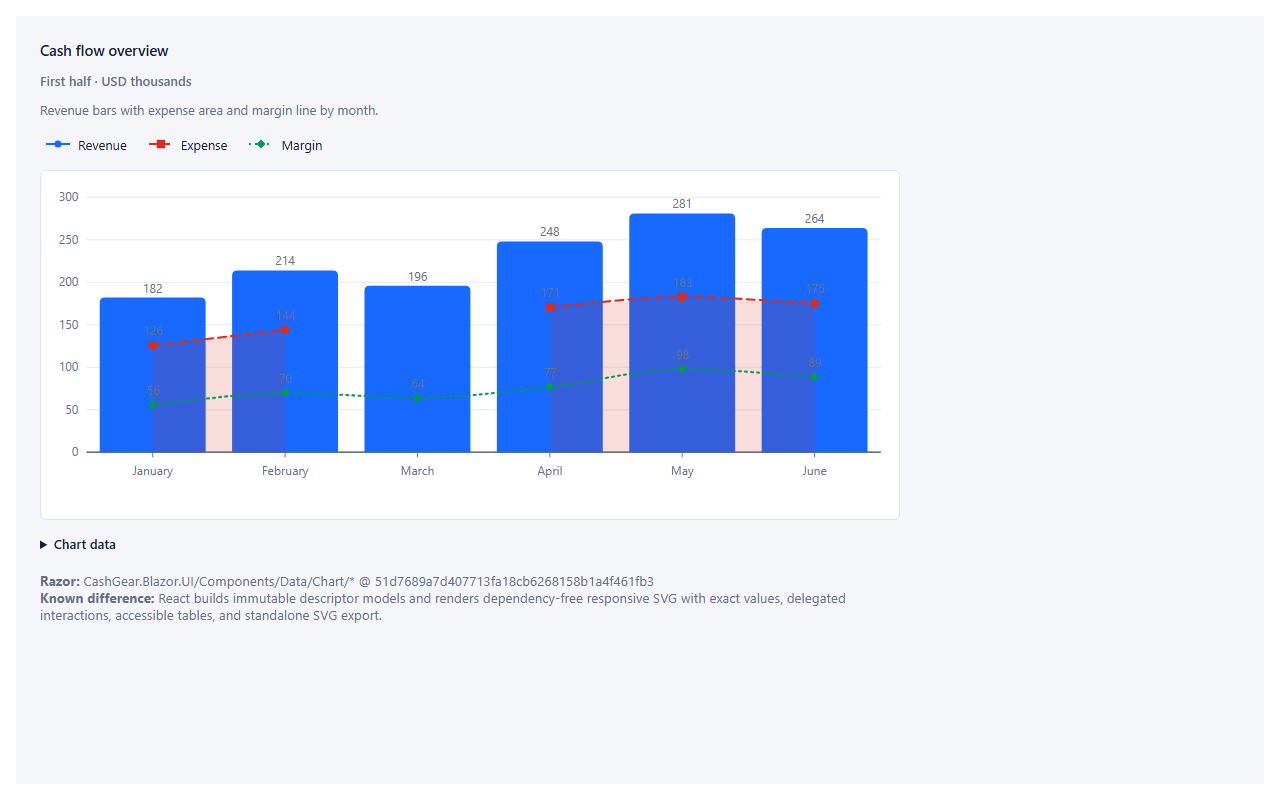 Cash flow overview
First half · USD thousands
Revenue bars with expense area and margin line by month.
Revenue Expense Margin
300
250
200
150
100
50
0
182 214 196 248 281 264
126 144 171 183 175
56 70 64 77 98 89
January February March April May June
Chart data
Razor: CashGear.Blazor.UI/Components/Data/Chart/* @ 51d7689a7d407713fa18cb6268158b1a4f461fb3
Known difference: React builds immutable descriptor models and renders dependency-free responsive SVG with exact values, delegated
interactions, accessible tables, and standalone SVG export.